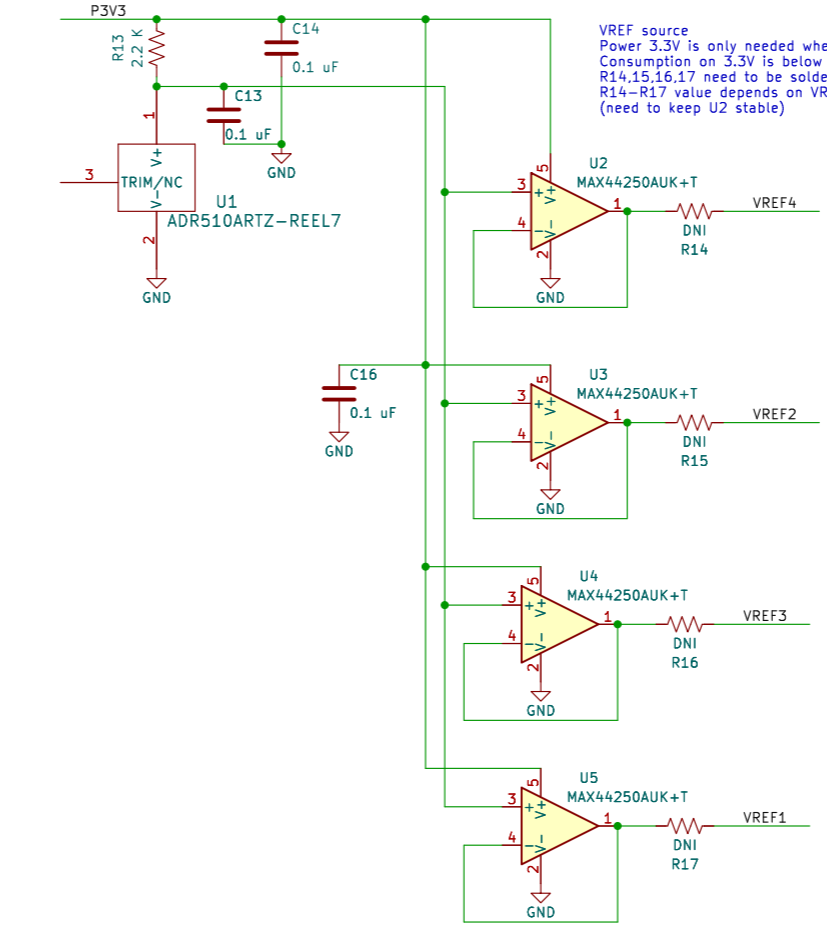 P3V3
R13
2.2 K
C14
0.1 uF
VREF source
Power 3.3V is only needed
Consumption on 3.3V is below
R14,15,16,17 need to be
R14-R17 value depends on
(need to keep U2 stable)
C13
0.1 uF
GND
1
V+
3
TRIM/NC
V-
2
U1
ADR510ARTZ-REEL7
GND
U2
MAX44250AUK+T
5
3
+
V+
4
-
V-
2
1
GND
DNI
R14
VREF4
C16
0.1 uF
GND
U3
MAX44250AUK+T
5
3
+
V+
4
-
V-
2
1
GND
DNI
R15
VREF2
U4
MAX44250AUK+T
5
3
+
V+
4
-
V-
2
1
GND
DNI
R16
VREF3
U5
MAX44250AUK+T
5
3
+
V+
4
-
V-
2
1
GND
DNI
R17
VREF1